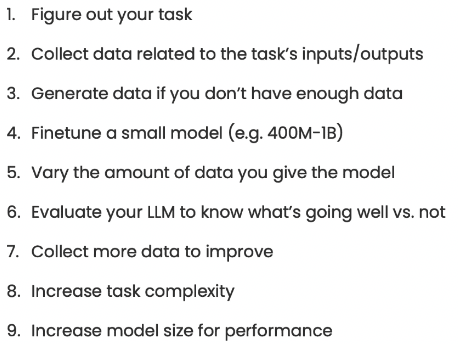 1. Figure out your task
2. Collect data related to the task's inputs/outputs
3. Generate data if you don't have enough data
4. Finetune a small model (e.g. 400M-1B)
5. Vary the amount of data you give the model
6. Evaluate your LLM to know what's going well vs. not
7. Collect more data to improve
8. Increase task complexity
9. Increase model size for performance